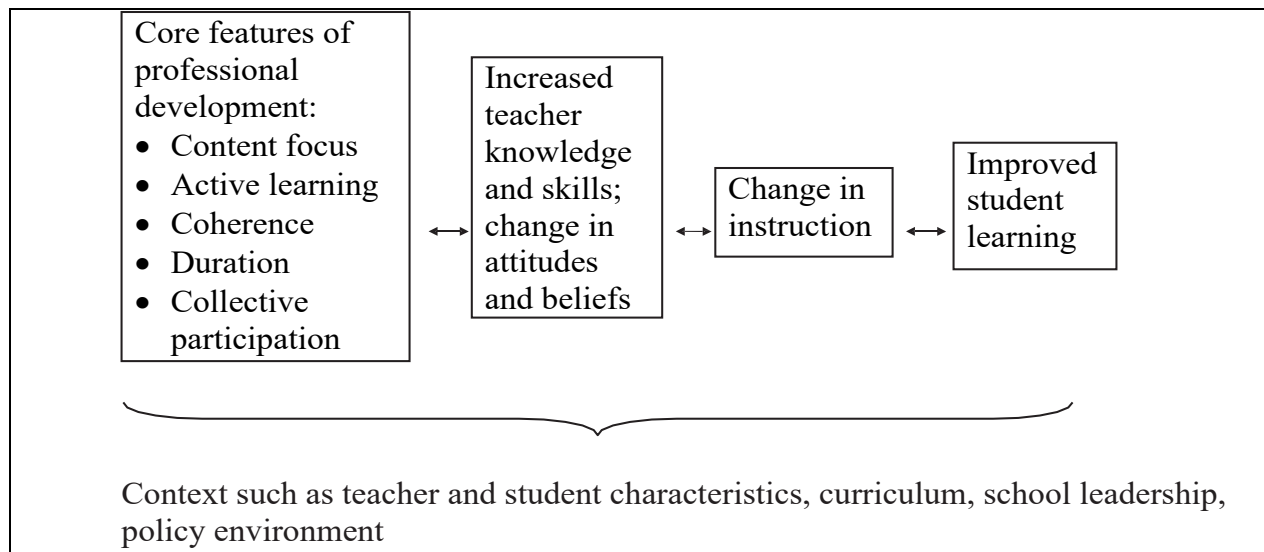 Core features of
professional
development:
• Content focus
• Active learning
• Coherence
• Duration
• Collective
participation
Increased
teacher
knowledge
and skills;
change in
attitudes
and beliefs
Change in
instruction
Improved
student
learning
Context such as teacher and student characteristics, curriculum, school leadership,
policy environment